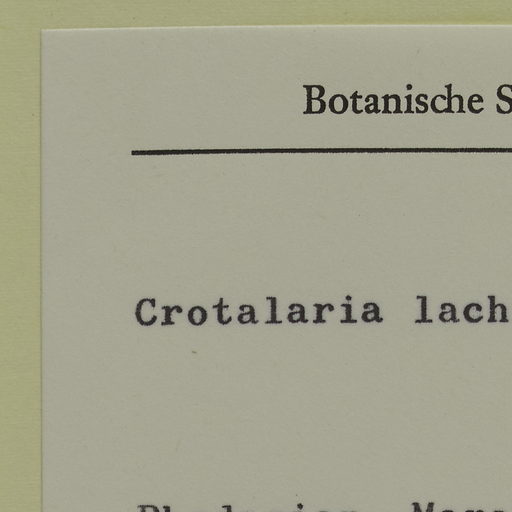 Botanische S
Crotalaria lach